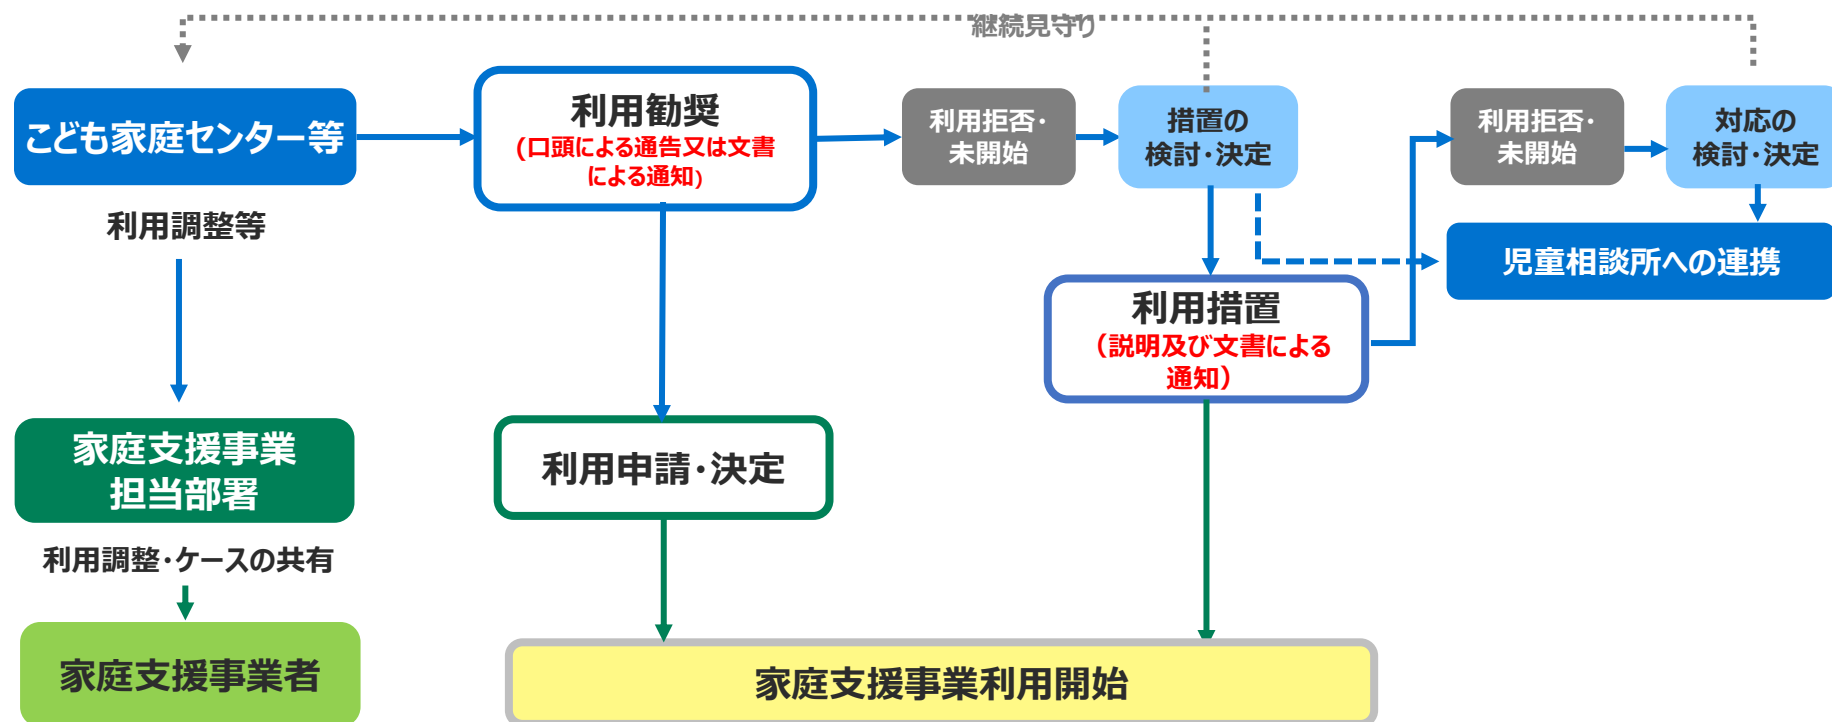 継続見守り
こども家庭センター等
利用勧奨
(口頭による通告又は文書
による通知)
利用拒否・
未開始
措置の
検討・決定
利用拒否・
未開始
対応の
検討・決定
利用調整等
児童相談所への連携
利用措置
（説明及び文書による
通知）
家庭支援事業
担当部署
利用申請・決定
利用調整・ケースの共有
家庭支援事業者
家庭支援事業利用開始